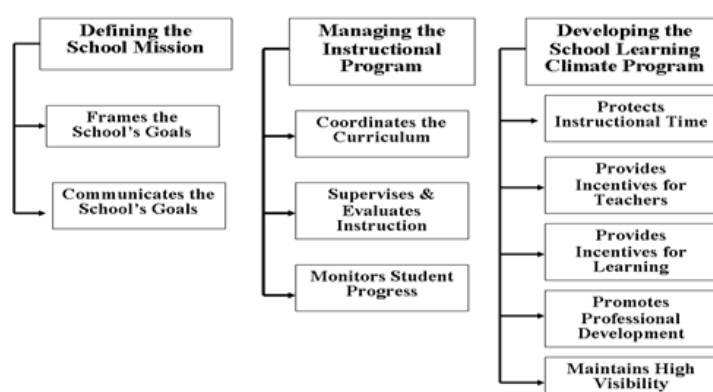 Defining the
School Mission
Frames the
School's Goals
Communicates the
School's Goals
Managing the
Instructional
Program
Coordinates the
Curriculum
Supervises &
Evaluates
Instruction
Monitors Student
Progress
Developing the
School Learning
Climate Program
Protects
Instructional Time
Provides
Incentives for
Teachers
Provides
Incentives for
Learning
Promotes
Professional
Development
Maintains High
Visibility